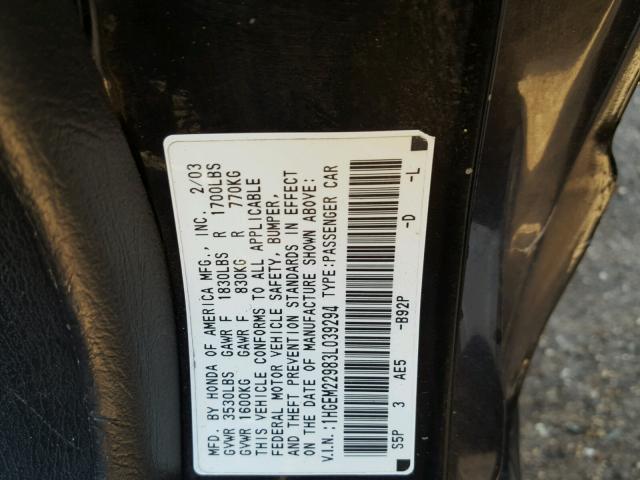 MFD. BY HONDA OF AMERICA MFG., INC. 2/03
GVWR 3530LBS GAWR F 1830LBS R 1700LBS
GVWR 1600KG GAWR F 830KG R 770KG
THIS VEHICLE CONFORMS TO ALL APPLICABLE
FEDERAL MOTOR VEHICLE SAFETY, BUMPER,
AND THEFT PREVENTION STANDARDS IN EFFECT
ON THE DATE OF MANUFACTURE SHOWN ABOVE:
V.I.N.:1HGEM22983L039294 TYPE:PASSENGER CAR
S5P 3 AE5 -B92P -D -L